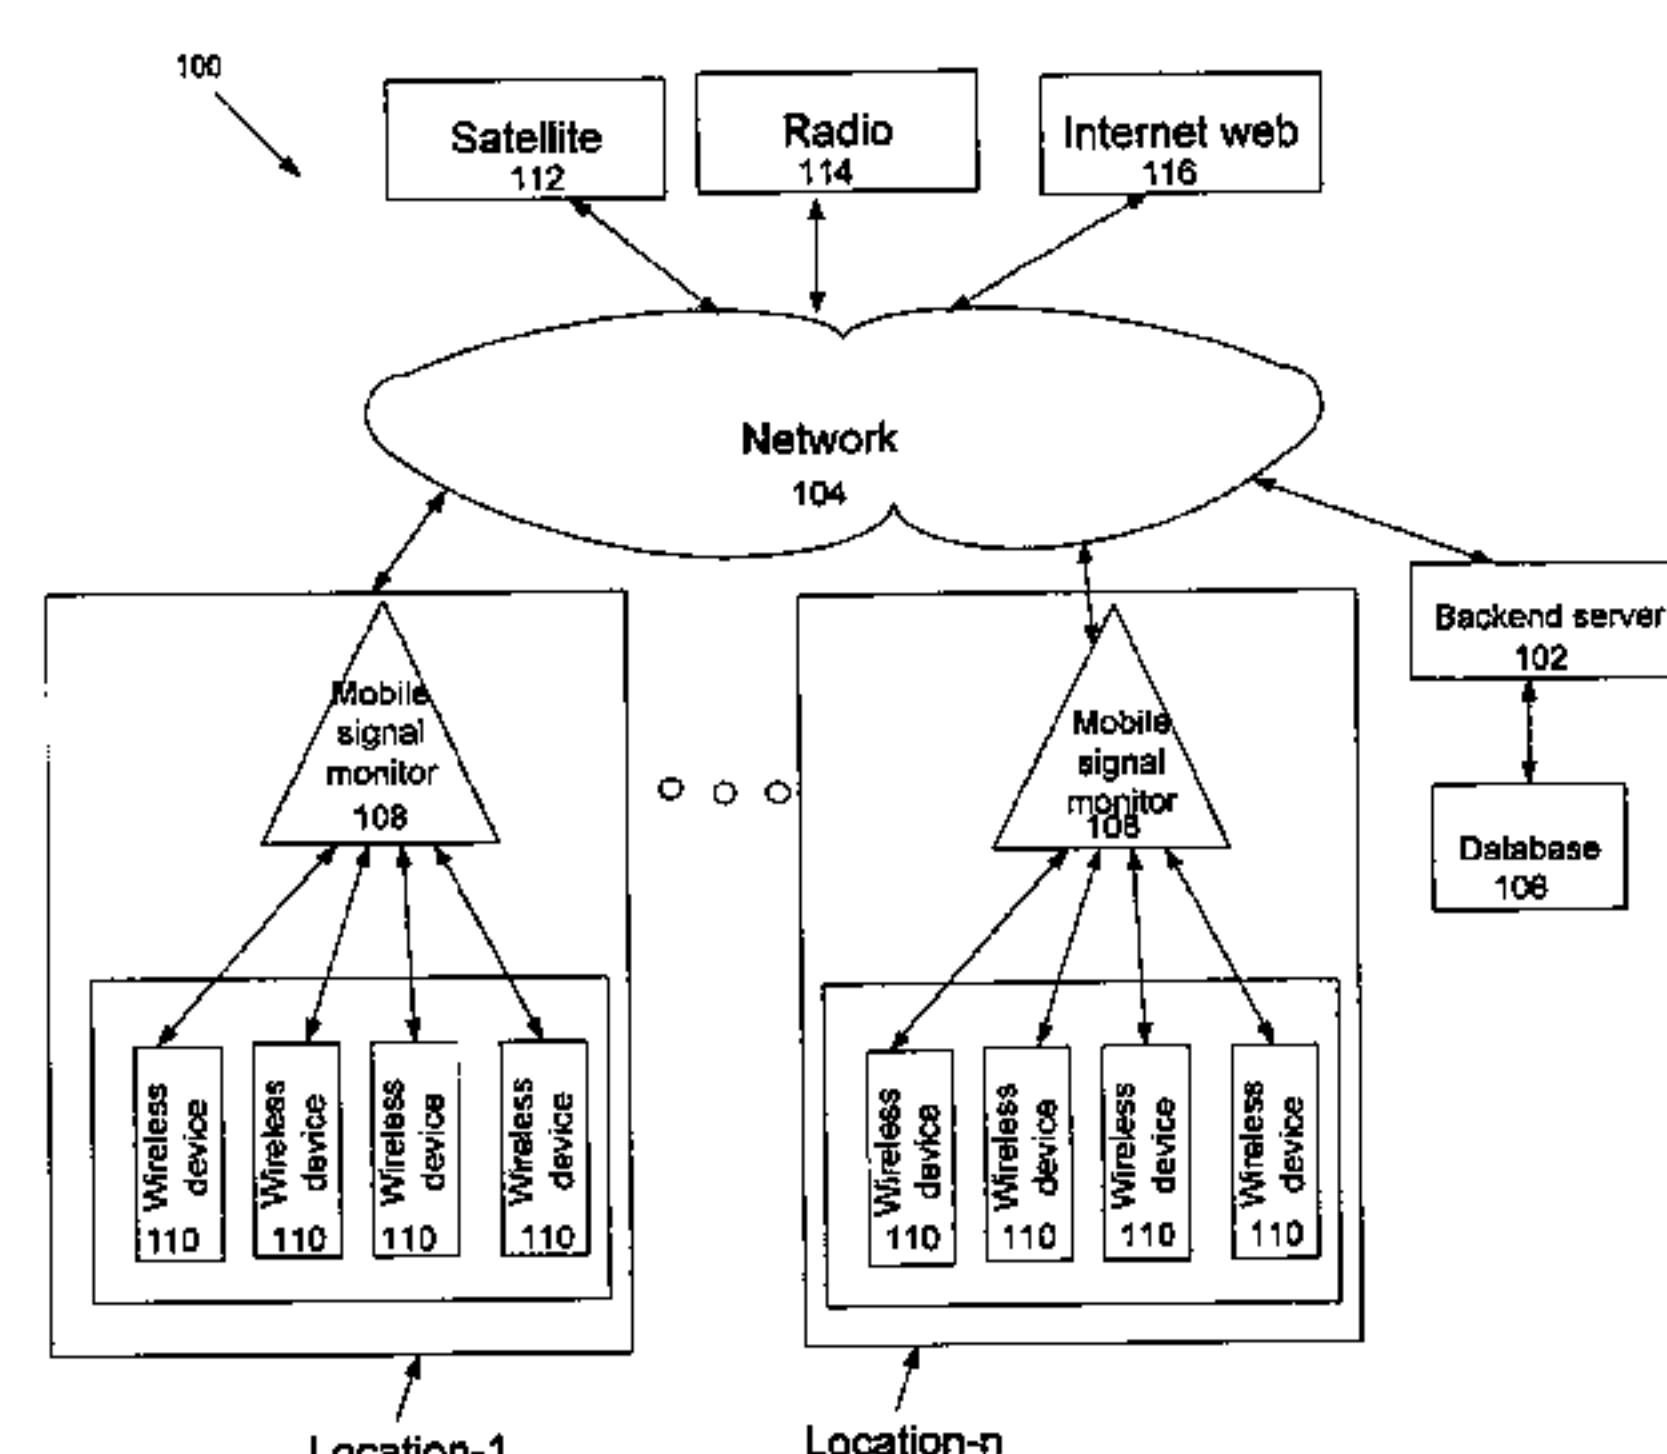 100
Satellite
112
Radio
114
Internet web
116
Network
104
Backend server
102
Mobile
signal
monitor
108
Mobile
signal
monitor
108
Database
106
Wireless
device
110
Wireless
device
110
Wireless
device
110
Wireless
device
110
Wireless
device
110
Wireless
device
110
Wireless
device
110
Wireless
device
110
Location-1
Location-n